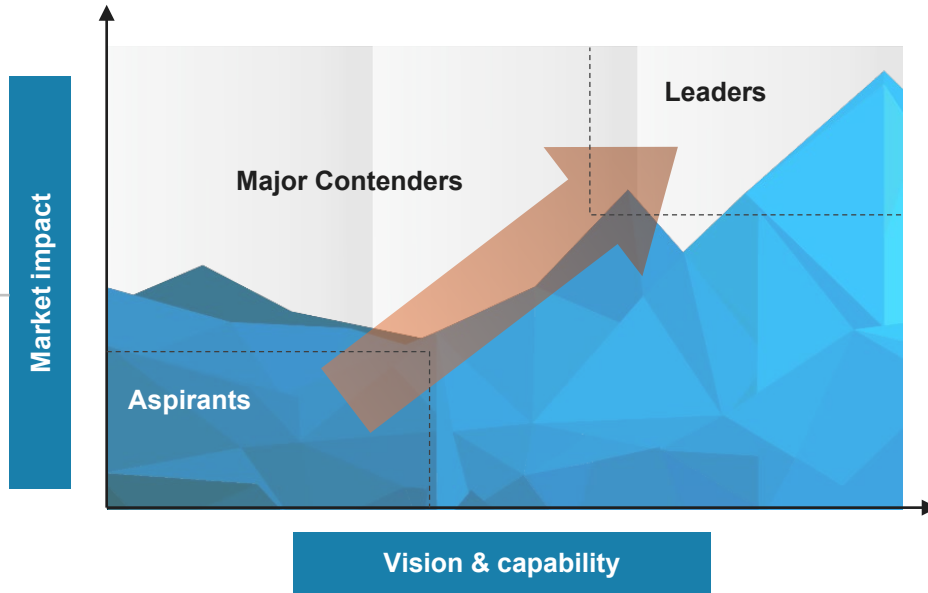 Leaders
Major Contenders
Market impact
Aspirants
Vision & capability